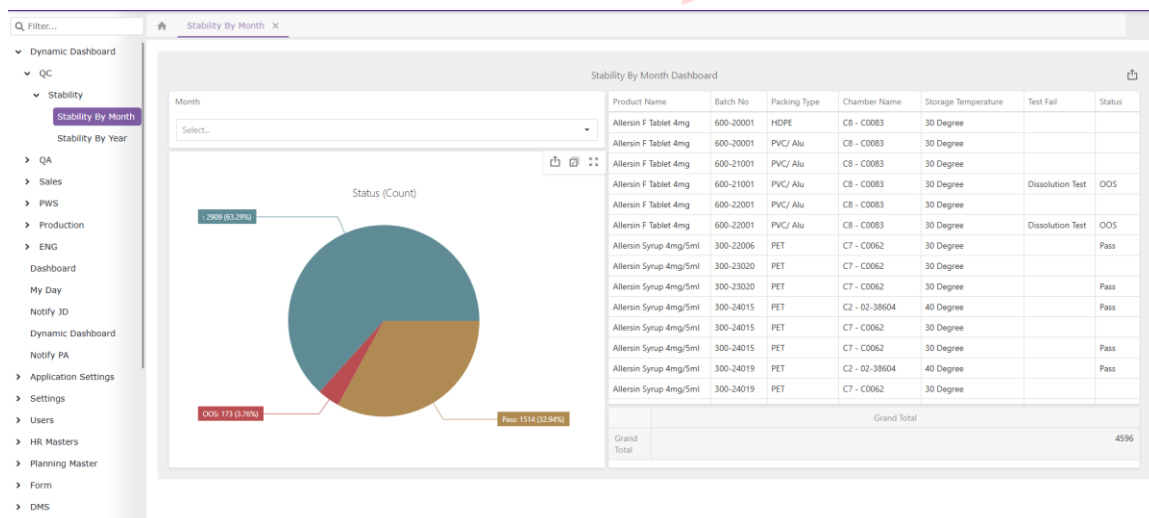 Filter...
Dynamic Dashboard
QC
Stability
Stability By Month
Stability By Year
QA
Sales
PWS
Production
ENG
Dashboard
My Day
Notify JD
Dynamic Dashboard
Notify PA
Application Settings
Settings
Users
HR Masters
Planning Master
Form
DMS
Stability By Month ×
Stability By Month Dashboard
Month
Select...
Status (Count)
: 2909 (63.29%)
OOS: 173 (3.76%)
Pass: 1514 (32.94%)
Product Name Batch No Packing Type Chamber Name Storage Temperature Test Fail Status
Allersin F Tablet 4mg 600-20001 HDPE C8 - C0083 30 Degree
Allersin F Tablet 4mg 600-20001 PVC/ Alu C8 - C0083 30 Degree
Allersin F Tablet 4mg 600-21001 PVC/ Alu C8 - C0083 30 Degree
Allersin F Tablet 4mg 600-21001 PVC/ Alu C8 - C0083 30 Degree Dissolution Test OOS
Allersin F Tablet 4mg 600-22001 PVC/ Alu C8 - C0083 30 Degree
Allersin F Tablet 4mg 600-22001 PVC/ Alu C8 - C0083 30 Degree Dissolution Test OOS
Allersin Syrup 4mg/5ml 300-22006 PET C7 - C0062 30 Degree Pass
Allersin Syrup 4mg/5ml 300-23020 PET C7 - C0062 30 Degree
Allersin Syrup 4mg/5ml 300-23020 PET C7 - C0062 30 Degree Pass
Allersin Syrup 4mg/5ml 300-24015 PET C2 - 02-38604 40 Degree Pass
Allersin Syrup 4mg/5ml 300-24015 PET C7 - C0062 30 Degree
Allersin Syrup 4mg/5ml 300-24015 PET C7 - C0062 30 Degree Pass
Allersin Syrup 4mg/5ml 300-24019 PET C2 - 02-38604 40 Degree Pass
Allersin Syrup 4mg/5ml 300-24019 PET C7 - C0062 30 Degree
Grand Total
Grand Total 4596